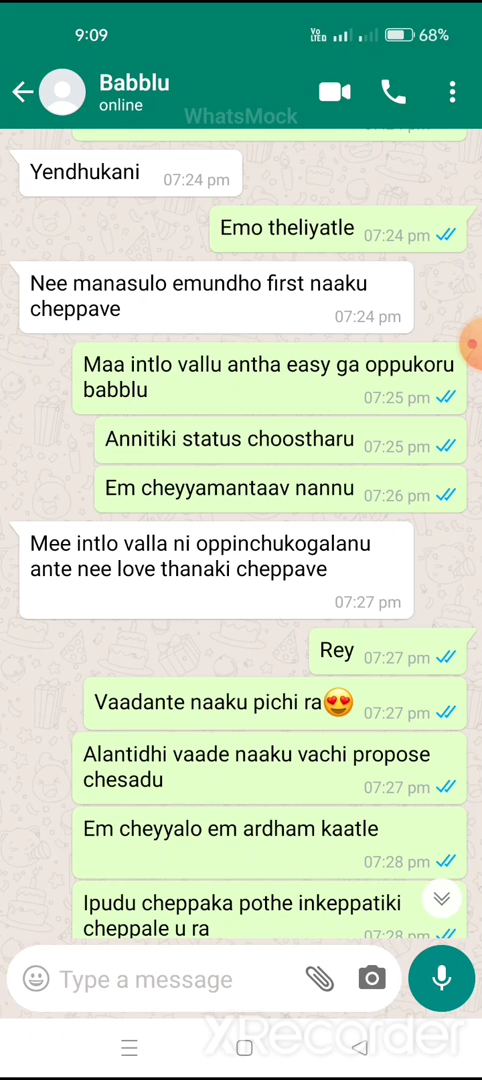 9:09
Vo LTED
68%
Babblu
online
WhatsMock
Yendhukani
07:24 pm
Emo theliyatle
07:24 pm
Nee manasulo emundho first naaku
cheppave
07:24 pm
Maa intlo vallu antha easy ga oppukoru
babblu
07:25 pm
Annitiki status choostharu
07:25 pm
Em cheyyamantaav nannu
07:26 pm
Mee intlo valla ni oppinchukogalanu
ante nee love thanaki cheppave
07:27 pm
Rey
07:27 pm
Vaadante naaku pichi ra😍
07:27 pm
Alantidhi vaade naaku vachi propose
chesadu
07:27 pm
Em cheyyalo em ardham kaatle
07:28 pm
Ipudu cheppaka pothe inkeppatiki
cheppale u ra
07:28 pm
Type a message
XRecorder